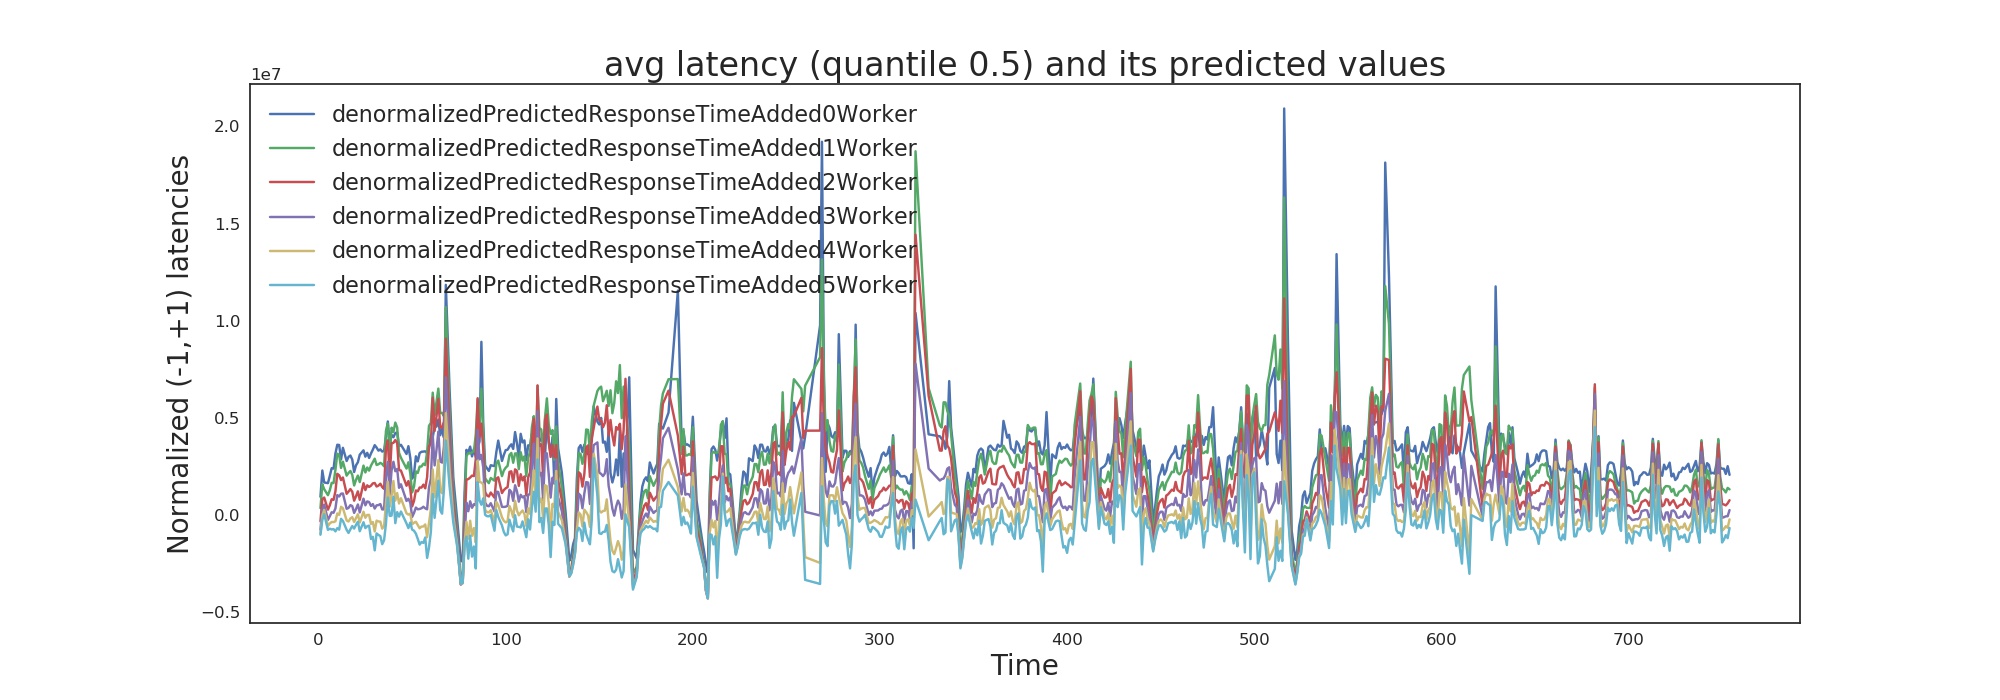 avg latency (quantile 0.5) and its predicted values
1e7
denormalizedPredictedResponseTimeAdded0Worker
denormalizedPredictedResponseTimeAdded1Worker
denormalizedPredictedResponseTimeAdded2Worker
denormalizedPredictedResponseTimeAdded3Worker
denormalizedPredictedResponseTimeAdded4Worker
denormalizedPredictedResponseTimeAdded5Worker
Normalized (-1,+1) latencies
2.0
1.5
1.0
0.5
0.0
−0.5
0 100 200 300 400 500 600 700
Time